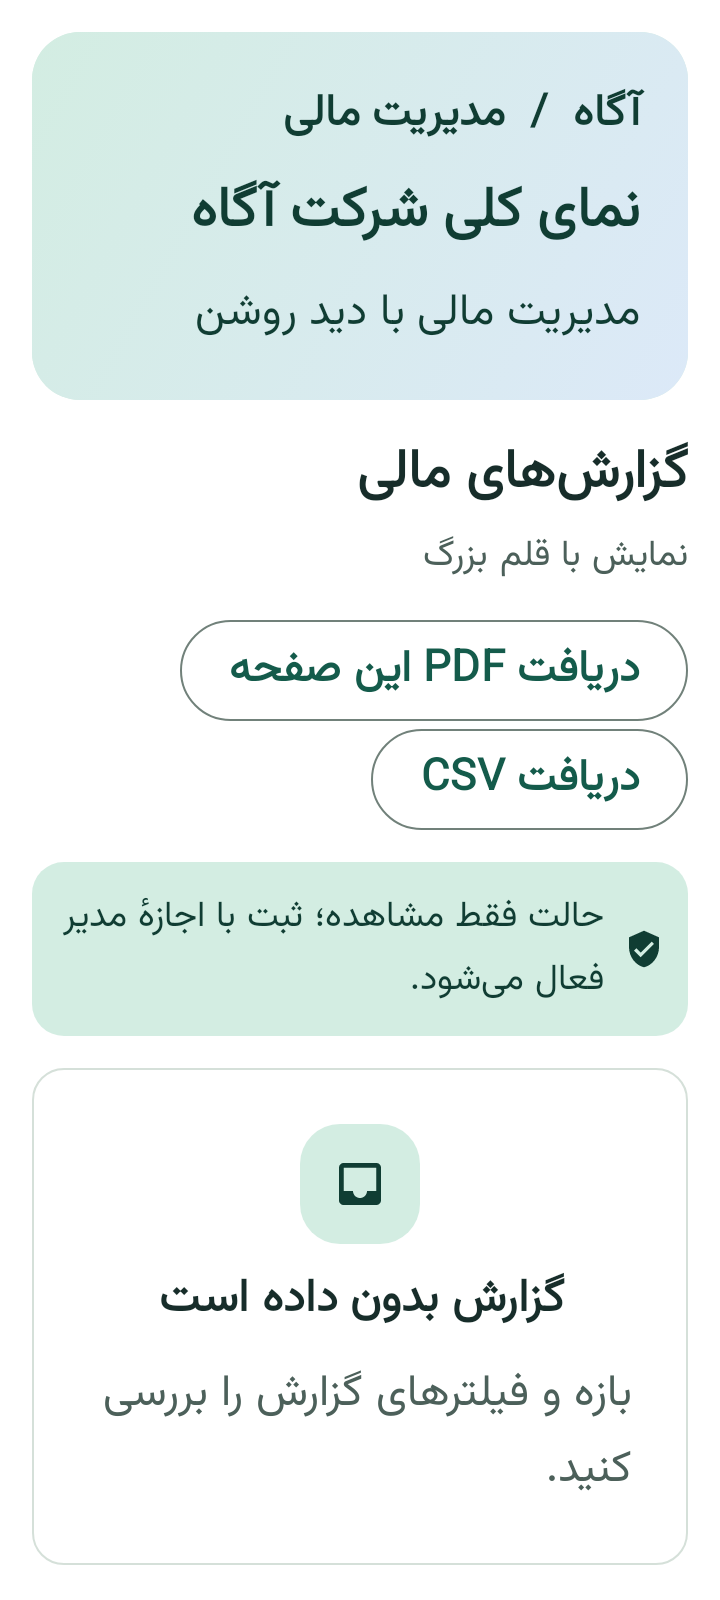 آگاه / مدیریت مالی
نمای کلی شرکت آگاه
مدیریت مالی با دید روشن
گزارش‌های مالی
نمایش با قلم بزرگ
دریافت PDF این صفحه
دریافت CSV
حالت فقط مشاهده؛ ثبت با اجازهٔ مدیر
فعال می‌شود.
گزارش بدون داده است
بازه و فیلترهای گزارش را بررسی
کنید.